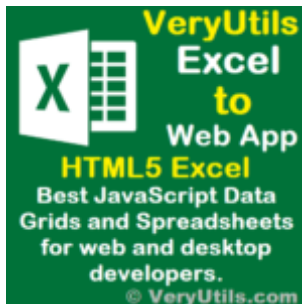 VeryUtils
Excel
to
X
Web App
HTML5 Excel
Best JavaScript Data
Grids and Spreadsheets
for web and desktop
developers.
© VeryUtils.com